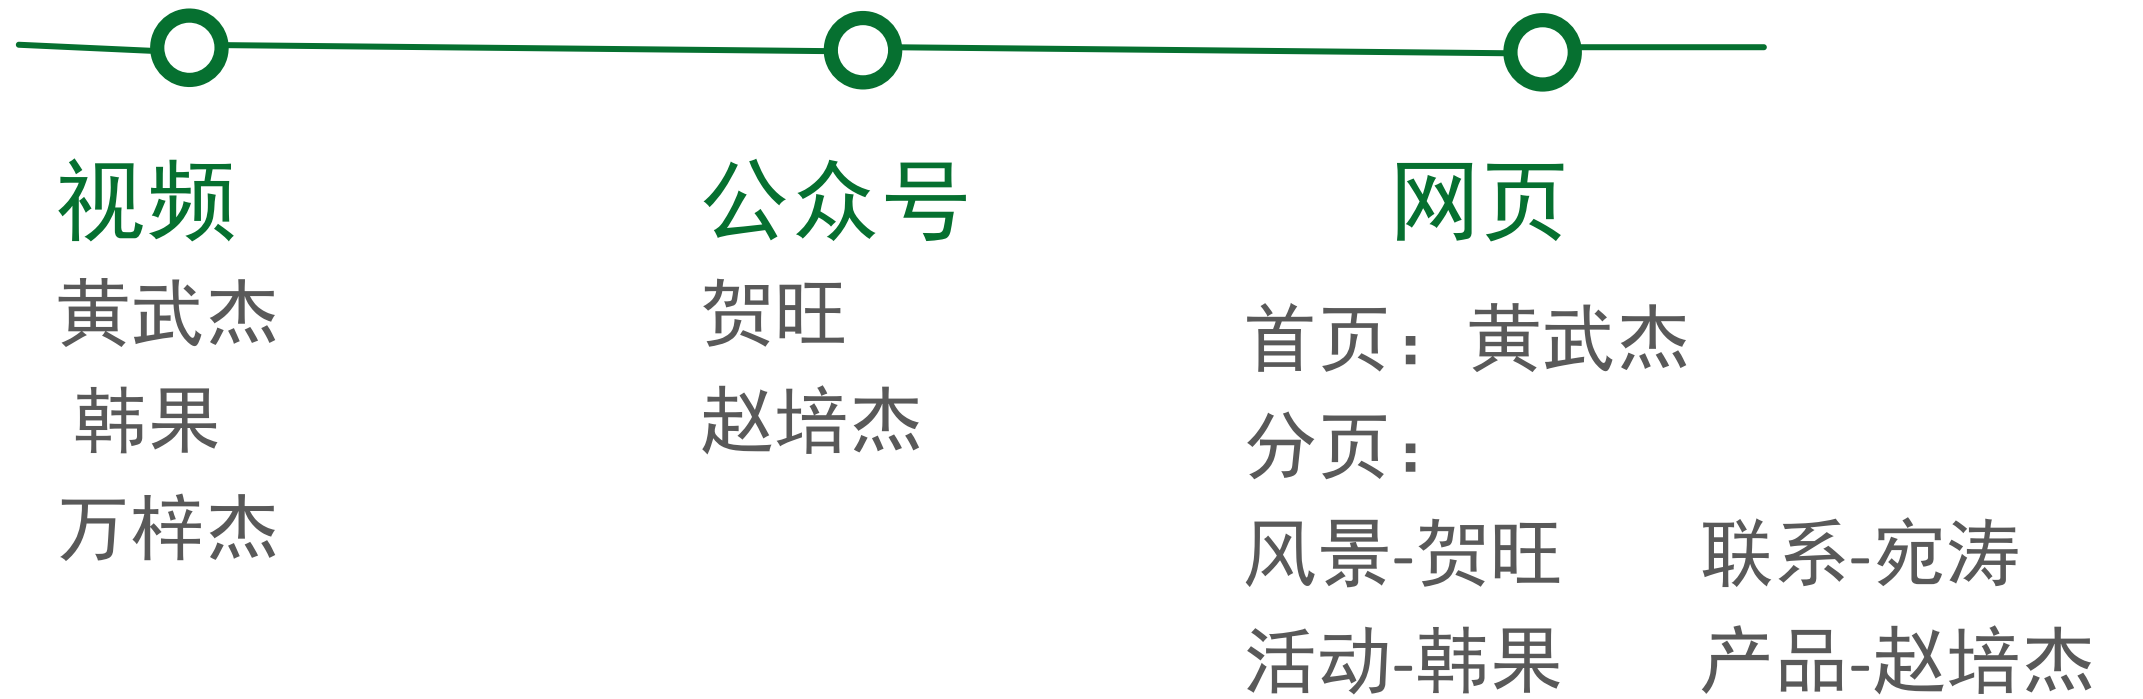 视频
黄武杰
韩果
万梓杰
公众号
贺旺
赵培杰
网页
首页：黄武杰
分页：
风景-贺旺 联系-宛涛
活动-韩果 产品-赵培杰